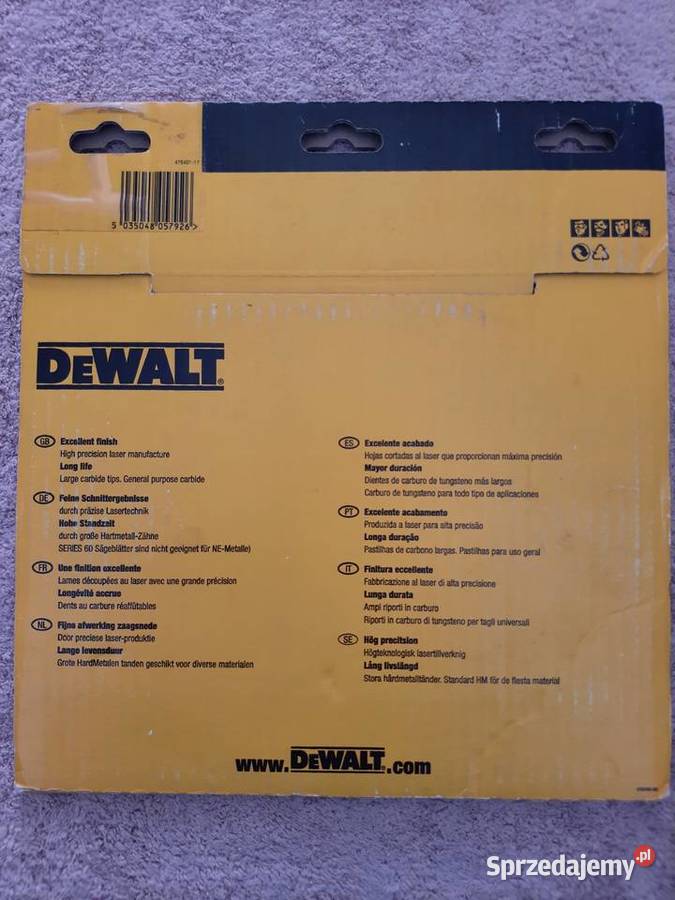 5 035048 057926 >
DEWALT®
GB Excellent finish
High precision laser manufacture
Long life
Large carbide tips. General purpose carbide
DE Feine Schnittergebnisse
durch präzise Lasertechnik
Hohe Standzeit
durch große Hartmetall-Zähne
SERIES 60 Sägeblätter sind nicht geeignet für NE-Metalle)
FR Une finition excellente
Lames découpées au laser avec une grande précision
Longévité accrue
Dents au carbure réaffûtables
NL Fijne afwerking zaagsnede
Door preciese laser-produktie
Lange levensduur
Grote HardMetalen tanden geschikt voor diverse materialen
ES Excelente acabado
Hojas cortadas al laser que proporcionan máxima precisión
Mayor duración
Dientes de carburo de tungsteno más largos
Carburo de tungsteno para todo tipo de aplicaciones
PT Excelente acabamento
Produzida a laser para alta precisão
Longa duração
Pastilhas de carbono largas. Pastilhas para uso geral
IT Finitura eccellente
Fabbricazione al laser di alta precisione
Lunga durata
Ampi riporti in carburo
Riporti in carburo di tungsteno per tagli universali
SE Hög precitsion
Högteknologisk lasertillverknig
Lång livslängd
Stora hårdmetalltänder. Standard HM för de flesta material
www.DEWALT.com
Sprzedajemy.pl